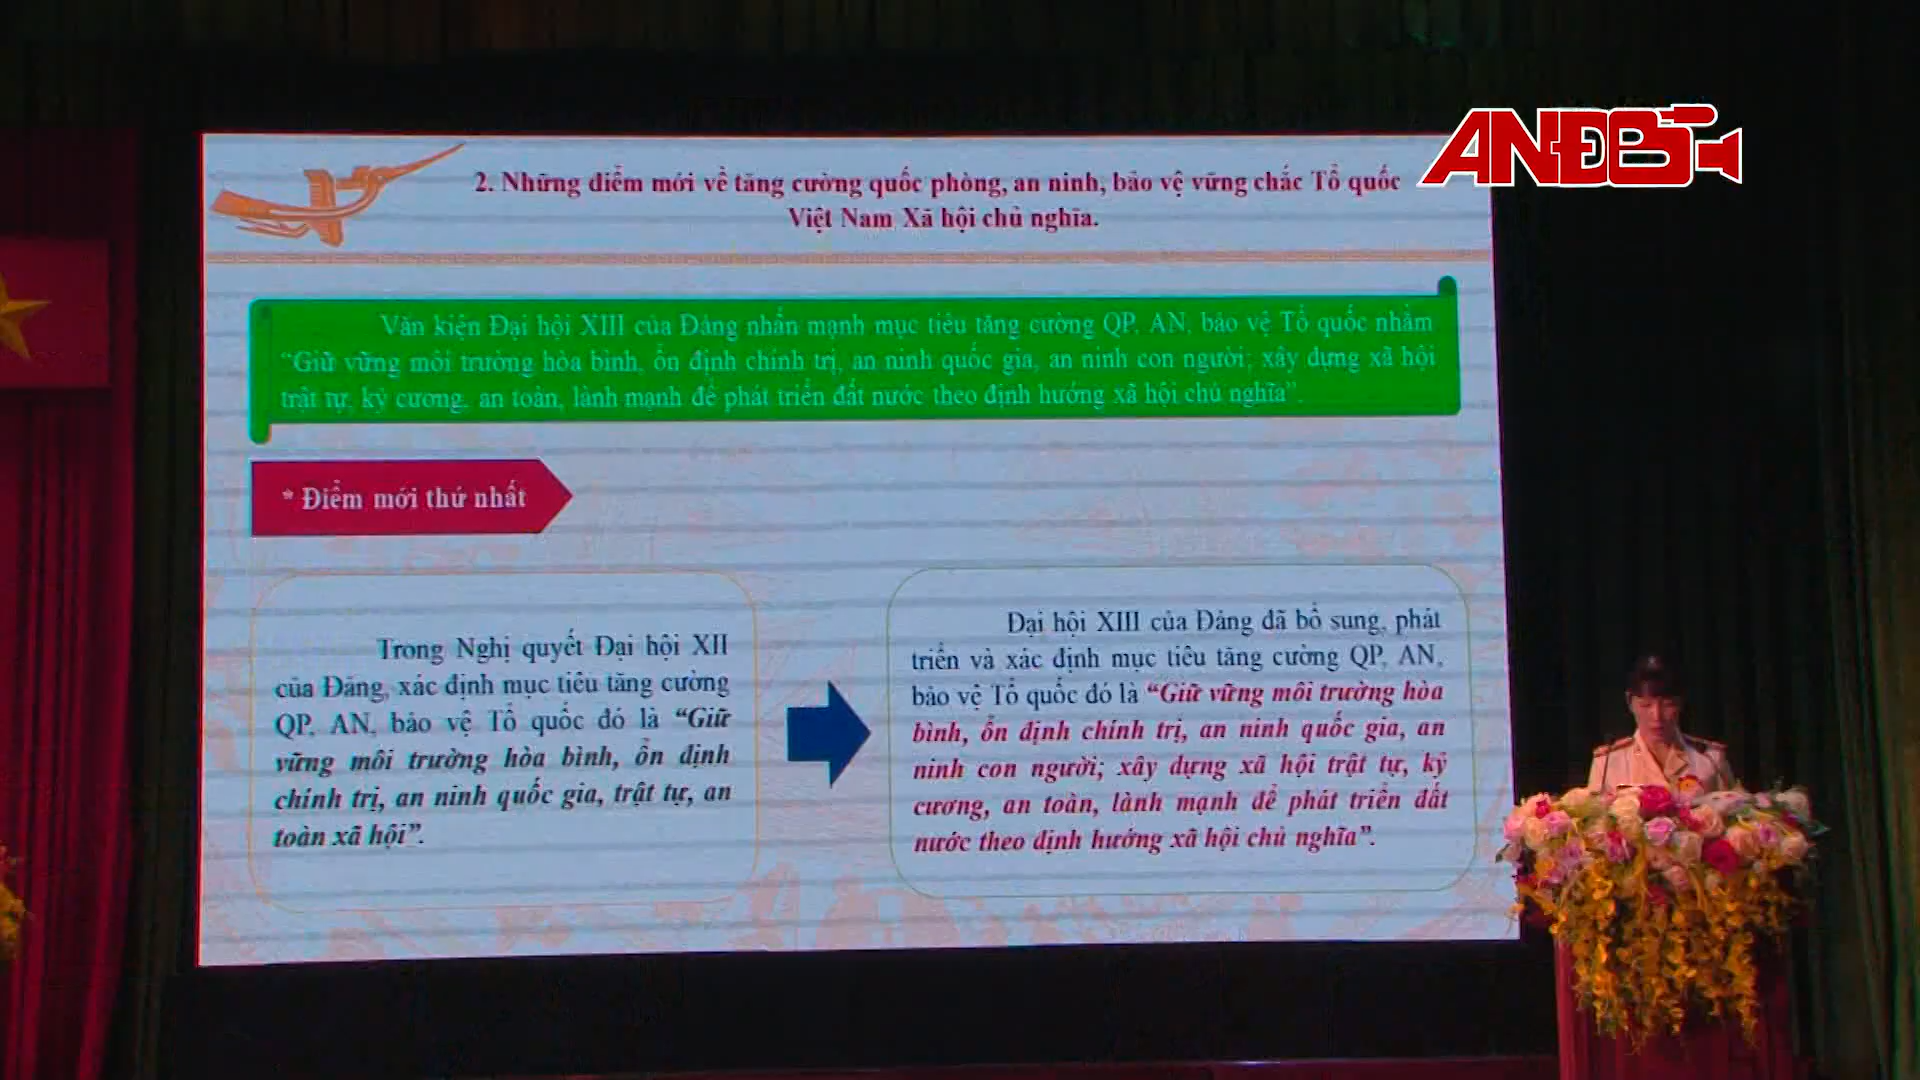 ANĐBTV
2. Những điểm mới về tăng cường quốc phòng, an ninh, bảo vệ vững chắc Tổ quốc
Việt Nam Xã hội chủ nghĩa.
Văn kiện Đại hội XIII của Đảng nhấn mạnh mục tiêu tăng cường QP, AN, bảo vệ Tổ quốc nhằm
“Giữ vững môi trường hòa bình, ổn định chính trị, an ninh quốc gia, an ninh con người; xây dựng xã hội
trật tự, kỷ cương, an toàn, lành mạnh để phát triển đất nước theo định hướng xã hội chủ nghĩa”.
* Điểm mới thứ nhất
Trong Nghị quyết Đại hội XII
của Đảng, xác định mục tiêu tăng cường
QP, AN, bảo vệ Tổ quốc đó là “Giữ
vững môi trường hòa bình, ổn định
chính trị, an ninh quốc gia, trật tự, an
toàn xã hội”.
Đại hội XIII của Đảng đã bổ sung, phát
triển và xác định mục tiêu tăng cường QP, AN,
bảo vệ Tổ quốc đó là “Giữ vững môi trường hòa
bình, ổn định chính trị, an ninh quốc gia, an
ninh con người; xây dựng xã hội trật tự, kỷ
cương, an toàn, lành mạnh để phát triển đất
nước theo định hướng xã hội chủ nghĩa”.